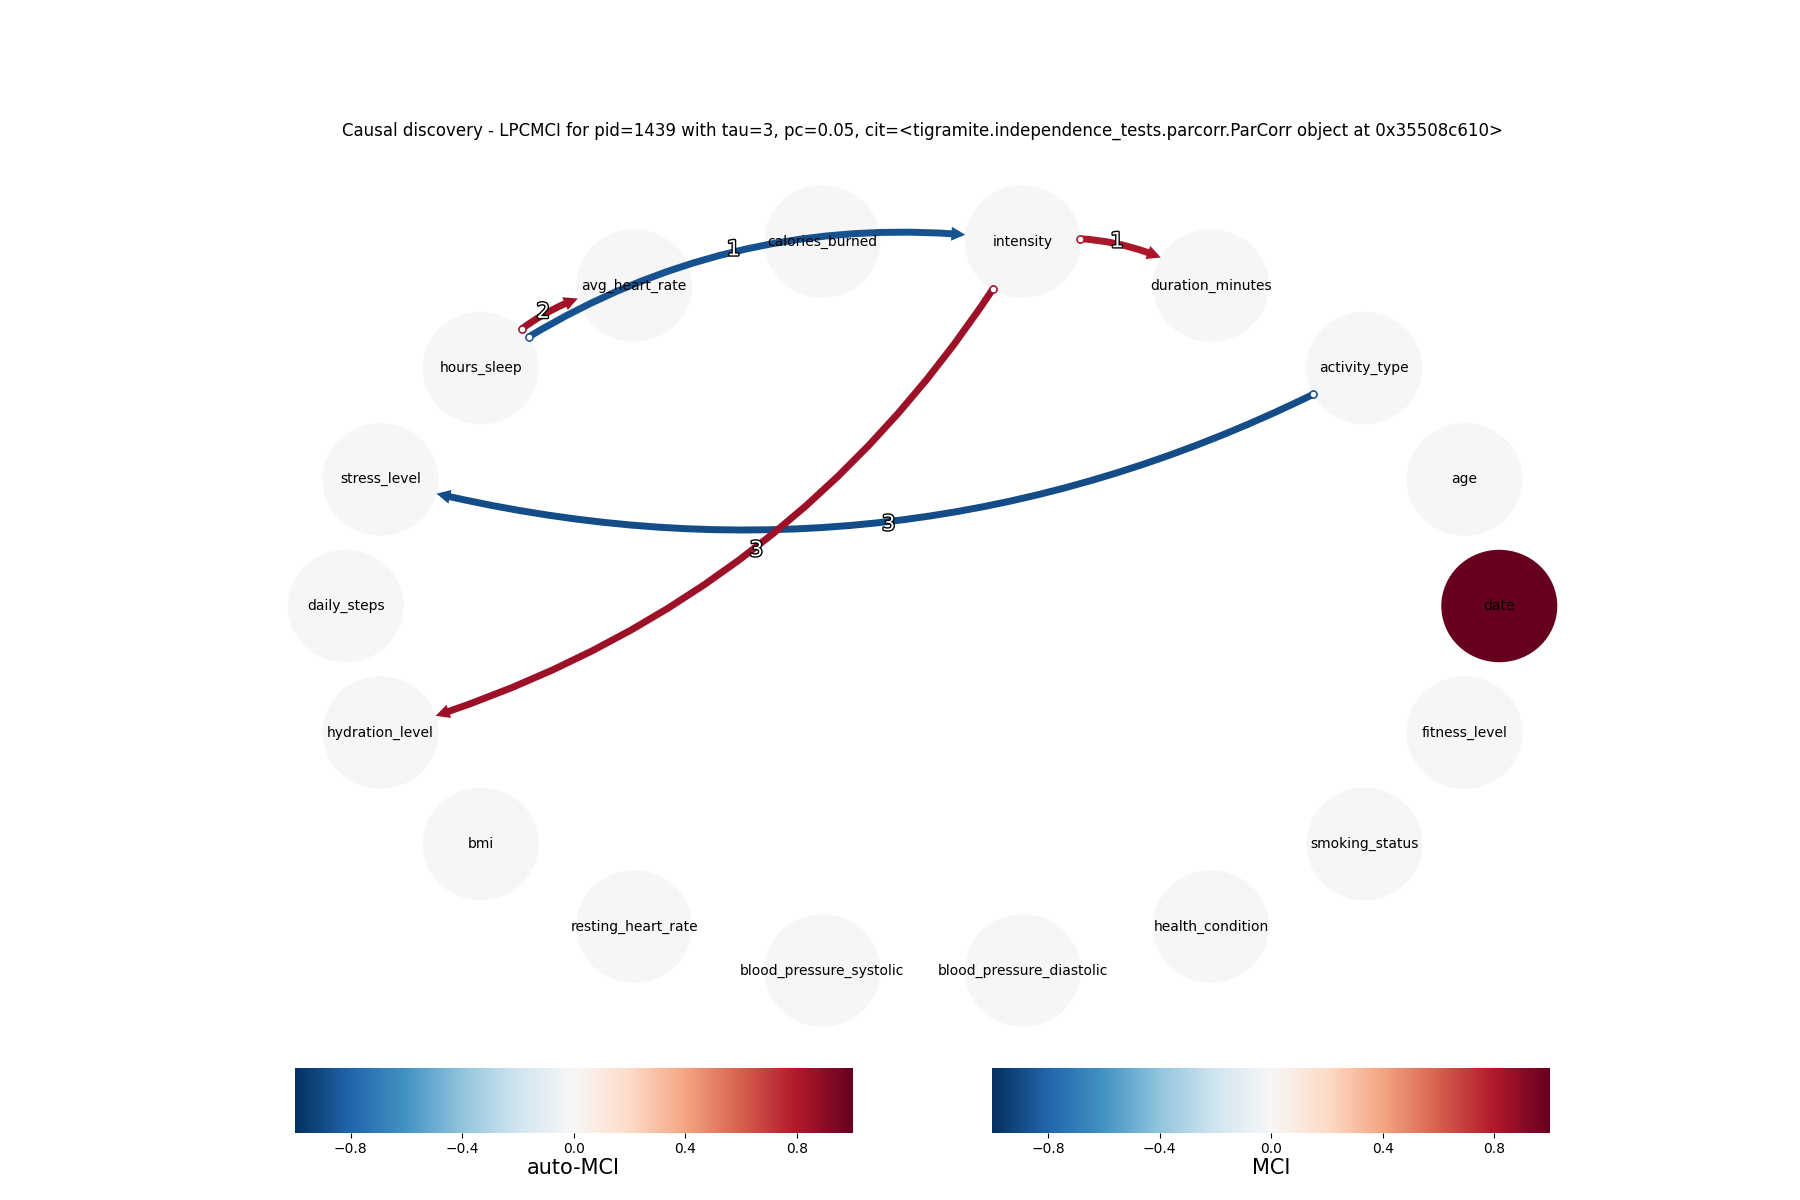 Causal discovery - LPCMCI for pid=1439 with tau=3, pc=0.05, cit=<tigramite.independence_tests.parcorr.ParCorr object at 0x35508c610>
calories_burned
intensity
1
1
avg_heart_rate
duration_minutes
2
hours_sleep
activity_type
stress_level
age
3
3
daily_steps
date
hydration_level
fitness_level
bmi
smoking_status
resting_heart_rate
health_condition
blood_pressure_systolic
blood_pressure_diastolic
−0.8 −0.4 0.0 0.4 0.8
auto-MCI
−0.8 −0.4 0.0 0.4 0.8
MCI